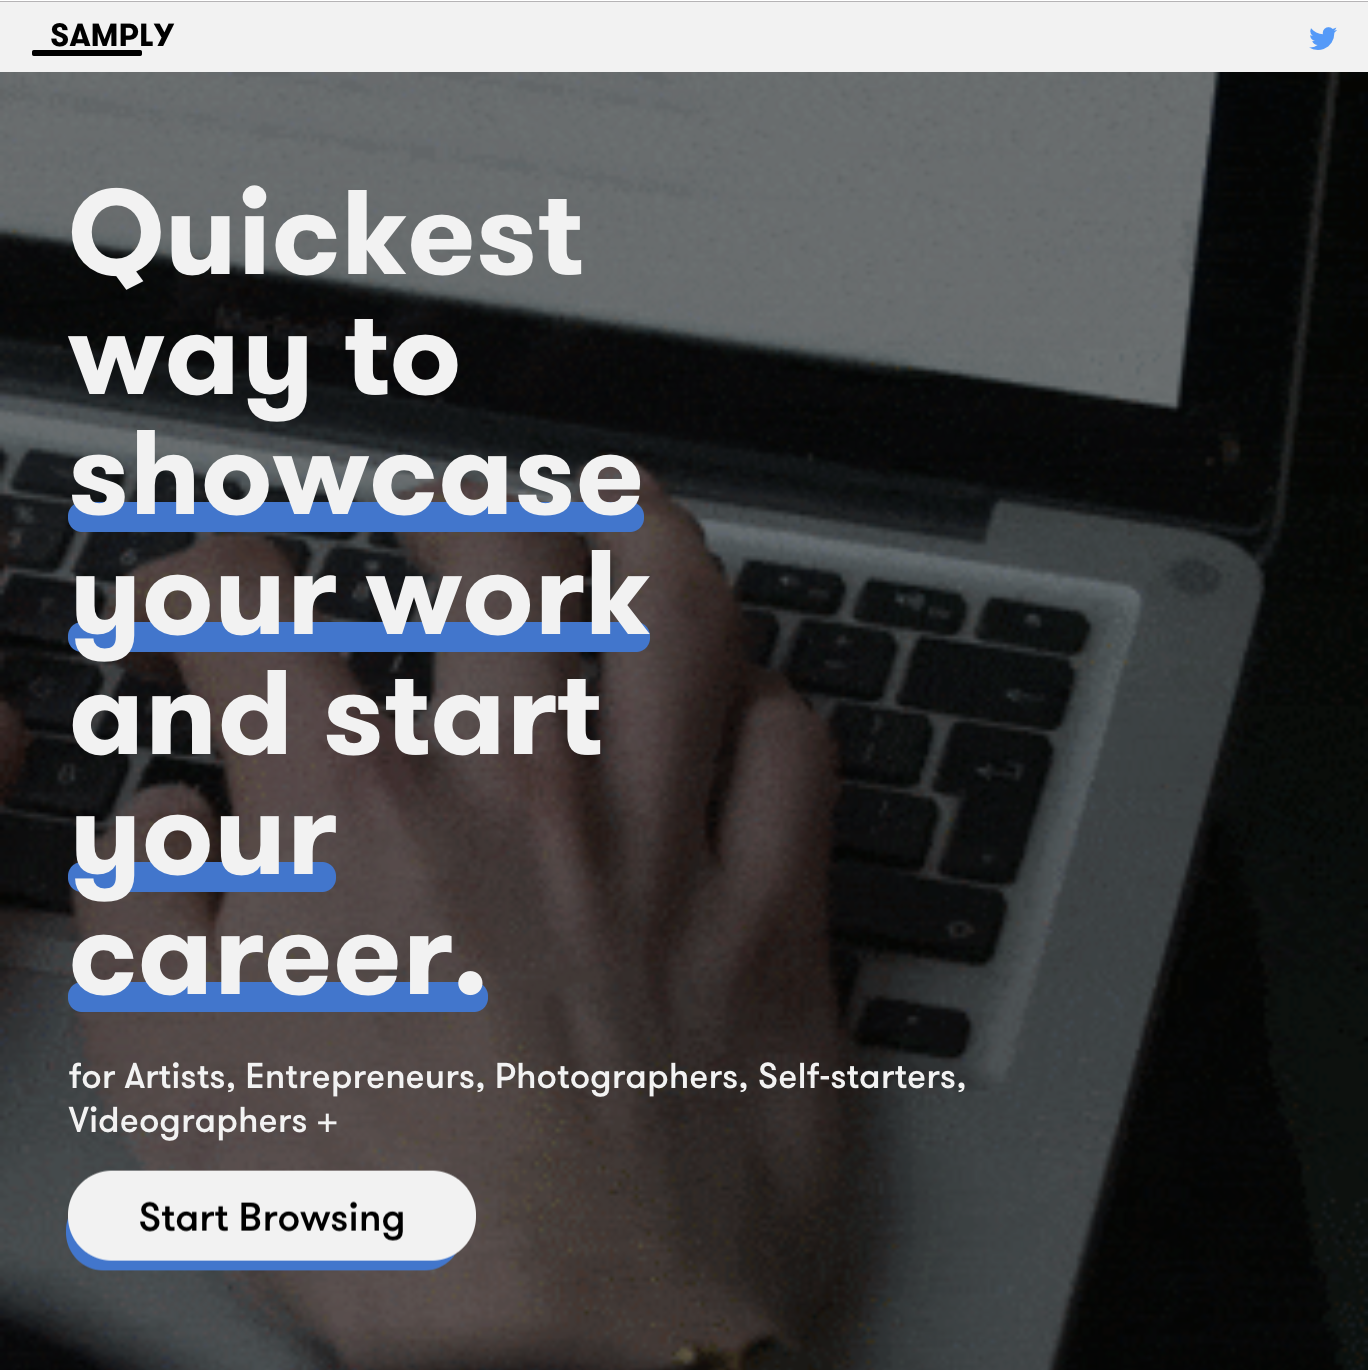 SAMPLY
Quickest
way to
showcase
your work
and start
your
career.
for Artists, Entrepreneurs, Photographers, Self-starters,
Videographers +
Start Browsing